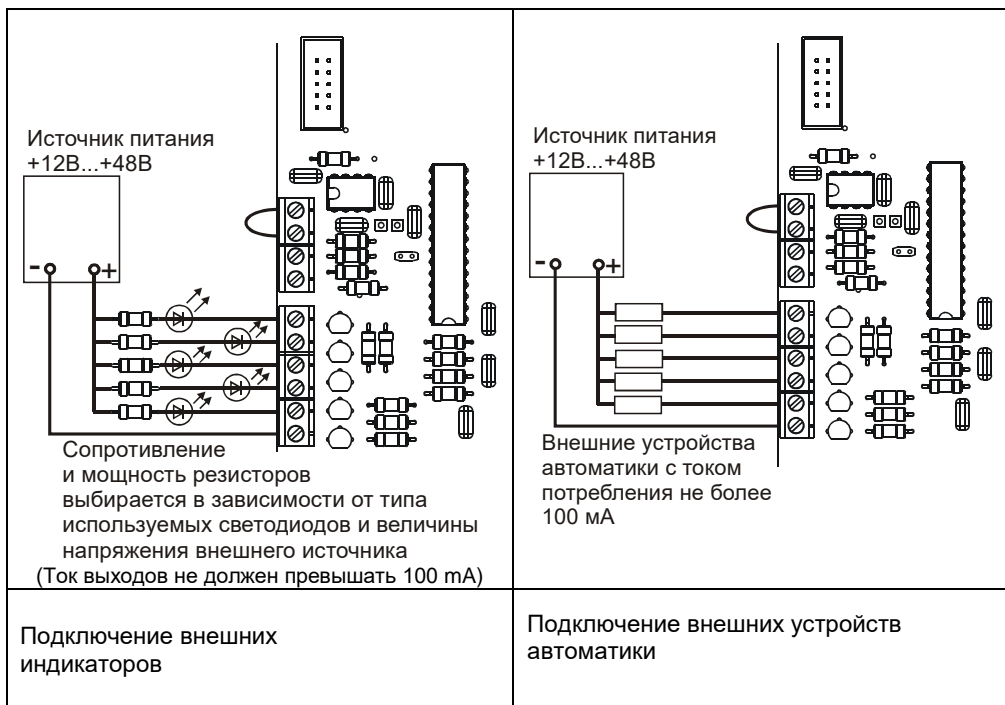 Источник питания
+12В...+48В
- +
Сопротивление
и мощность резисторов
выбирается в зависимости от типа
используемых светодиодов и величины
напряжения внешнего источника
(Ток выходов не должен превышать 100 mA)
Подключение внешних
индикаторов
Источник питания
+12В...+48В
- +
Внешние устройства
автоматики с током
потребления не более
100 мА
Подключение внешних устройств
автоматики